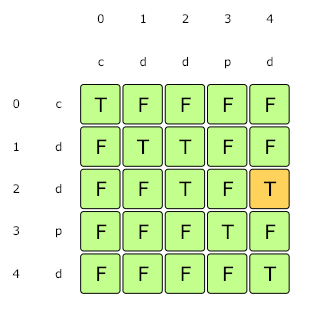 0 1 2 3 4
c d d p d
0 c T F F F F
1 d F T T F F
2 d F F T F T
3 p F F F T F
4 d F F F F T